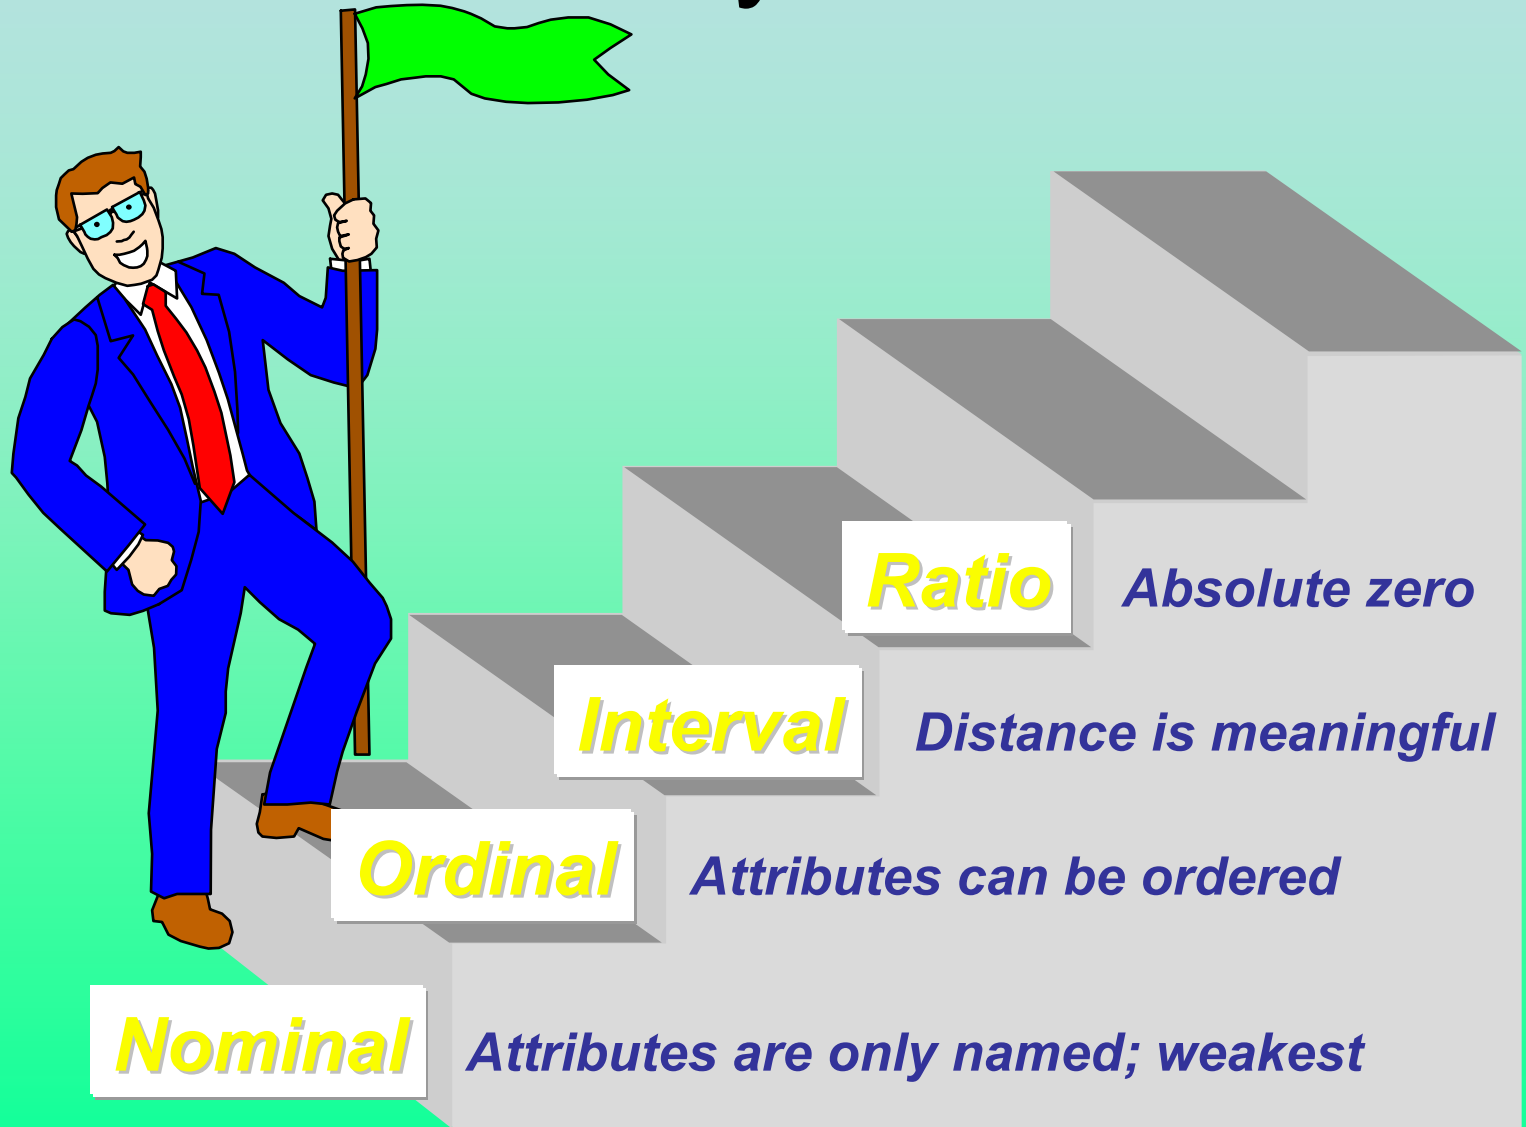 Ratio Absolute zero
Interval Distance is meaningful
Ordinal Attributes can be ordered
Nominal Attributes are only named; weakest